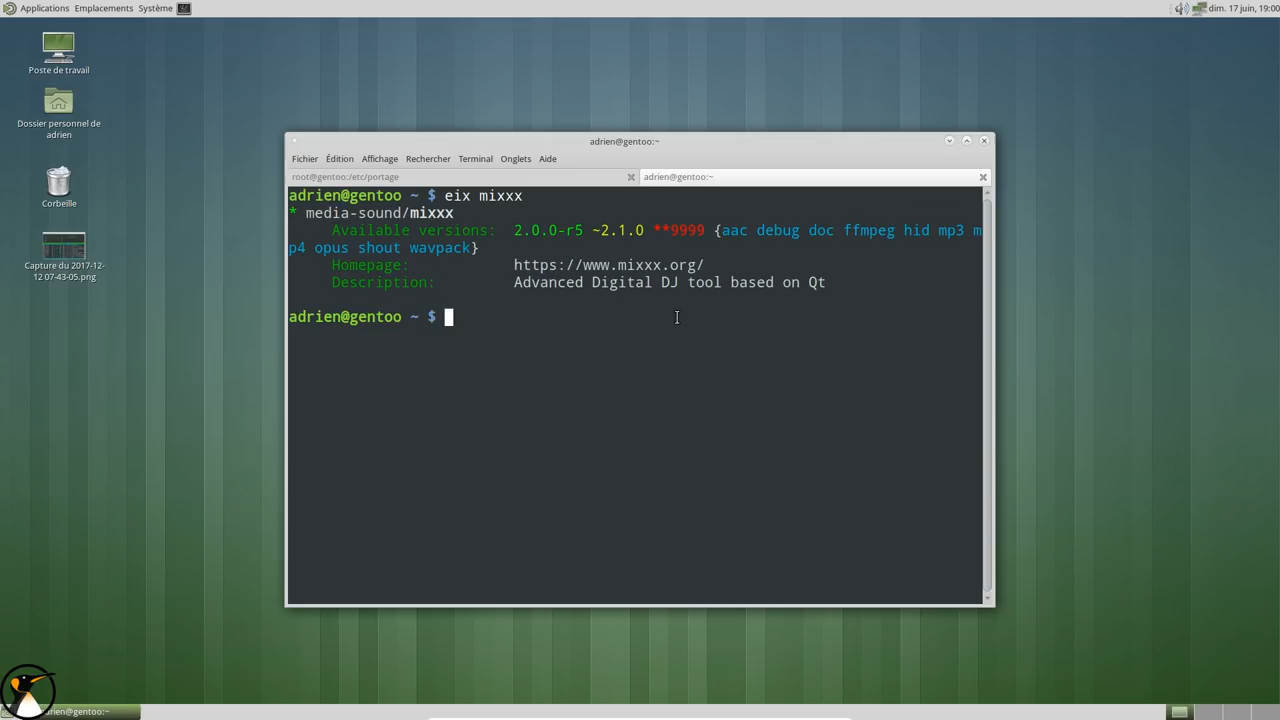 Applications Emplacements Système
dim. 17 juin, 19:00
Poste de travail
Dossier personnel de
adrien
Corbeille
Capture du 2017-12-
12 07-43-05.png
adrien@gentoo:~
Fichier Édition Affichage Rechercher Terminal Onglets Aide
root@gentoo:/etc/portage
adrien@gentoo:~
adrien@gentoo ~ $ eix mixxx
* media-sound/mixxx
Available versions: 2.0.0-r5 ~2.1.0 **9999 {aac debug doc ffmpeg hid mp3 m
p4 opus shout wavpack}
Homepage: https://www.mixxx.org/
Description: Advanced Digital DJ tool based on Qt
adrien@gentoo ~ $
adrien@gentoo:~